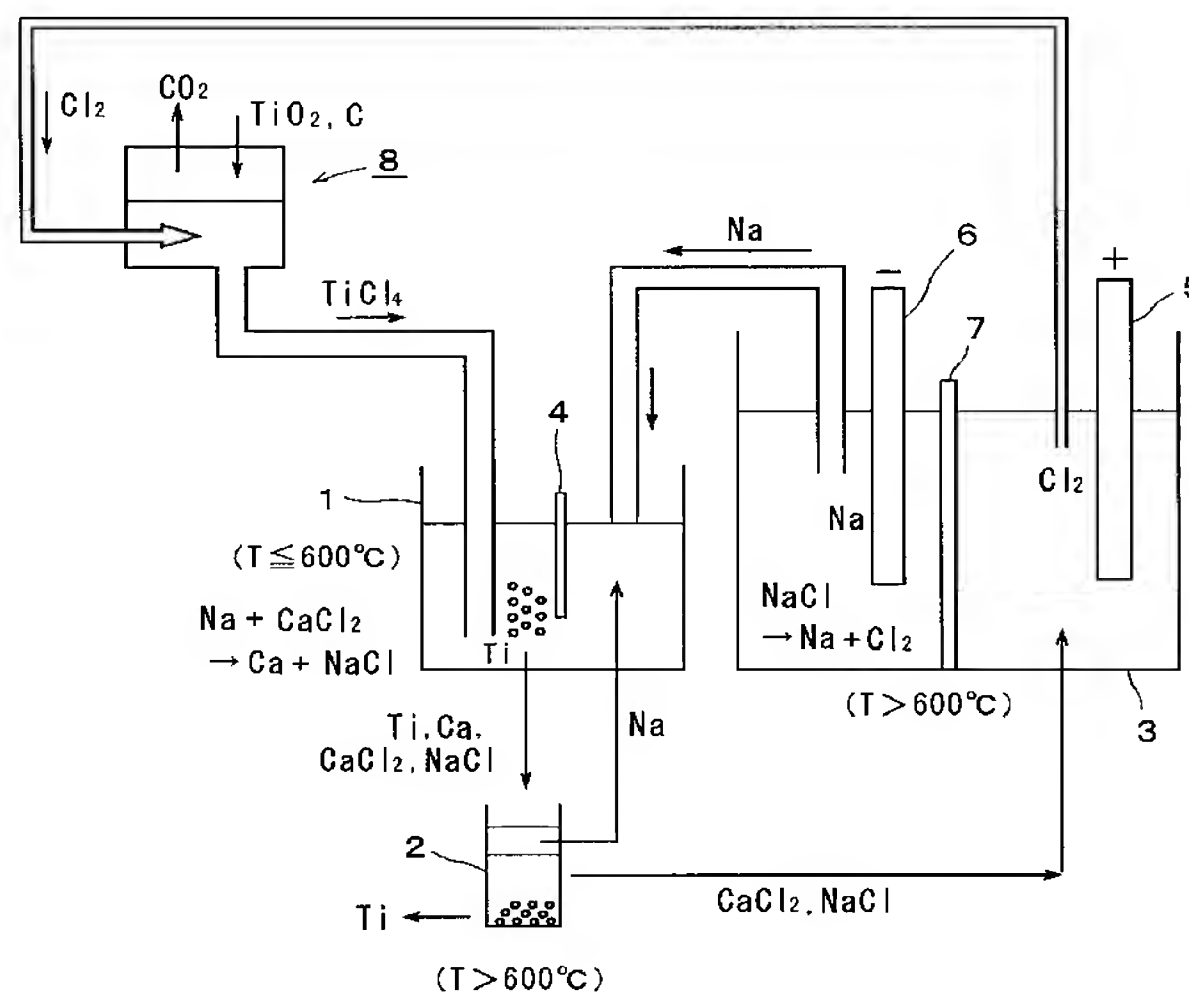 Cl₂
CO₂
TiO₂, C
8
TiCl₄
Na
6
−
+
5
7
4
1
(T≦600℃)
Na + CaCl₂
→ Ca + NaCl
Ti
Na
Cl₂
NaCl
→ Na + Cl₂
(T>600℃)
3
Ti, Ca,
CaCl₂, NaCl
Na
2
CaCl₂, NaCl
Ti
(T>600℃)